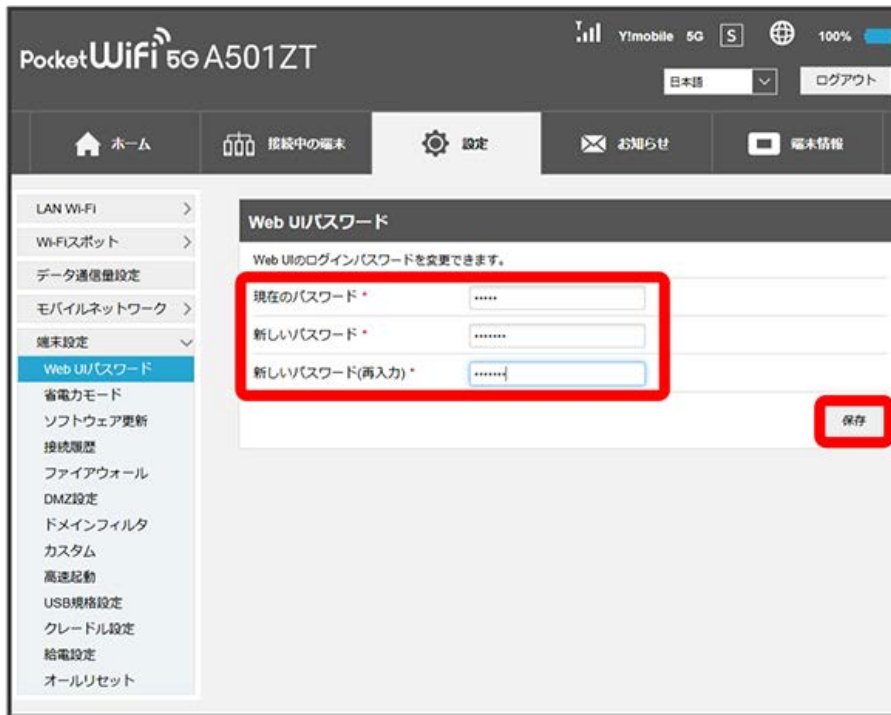 PocketWiFi 5G A501ZT
Y!mobile 5G S 100%
日本語 ログアウト
ホーム 接続中の端末 設定 お知らせ 端末情報
LAN Wi-Fi
Wi-Fiスポット
データ通信量設定
モバイルネットワーク
端末設定
Web UIパスワード
省電力モード
ソフトウェア更新
接続履歴
ファイアウォール
DMZ設定
ドメインフィルタ
カスタム
高速起動
USB規格設定
クレードル設定
給電設定
オールリセット
Web UIパスワード
Web UIのログインパスワードを変更できます。
現在のパスワード * •••••
新しいパスワード * •••••••
新しいパスワード(再入力) * •••••••
保存